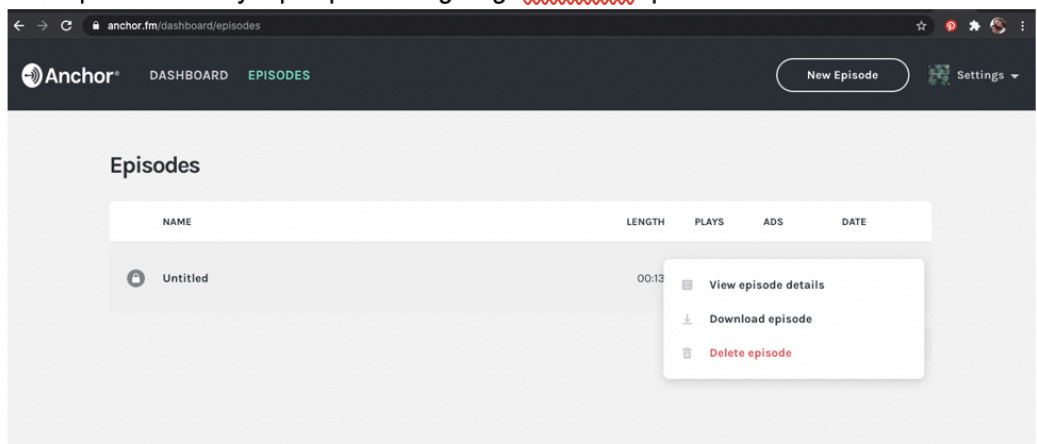 anchor.fm/dashboard/episodes
Anchor® DASHBOARD EPISODES New Episode Settings
Episodes
NAME LENGTH PLAYS ADS DATE
Untitled 00:13
View episode details
Download episode
Delete episode